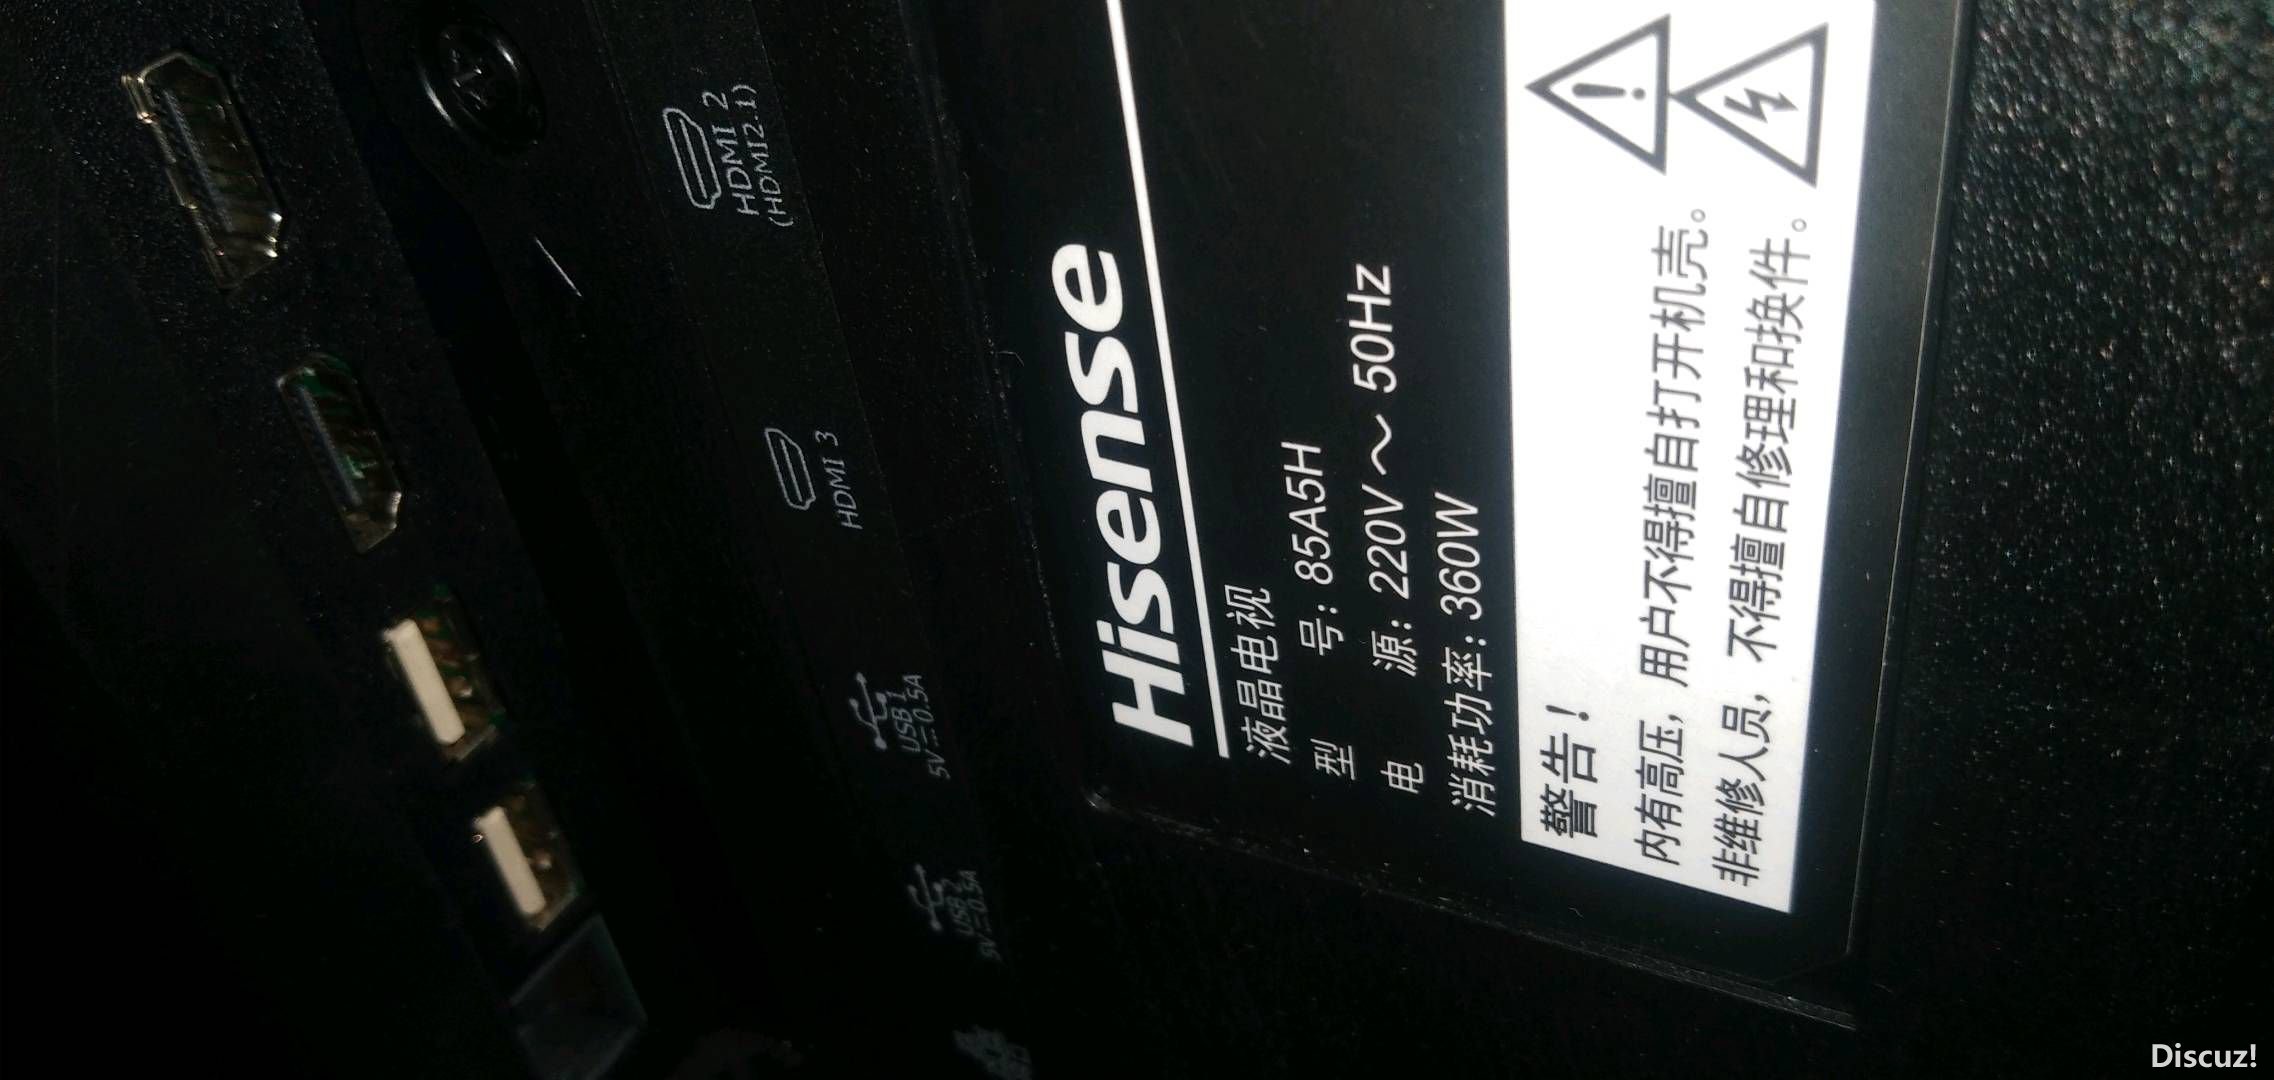 HDMI 2
(HDMI2.1)
HDMI 3
USB 1
5V⎓0.5A
USB 2
5V⎓0.5A
Hisense
液晶电视
型 号: 85A5H
电 源: 220V～50Hz
消耗功率: 360W
警告！
内有高压，用户不得擅自打开机壳。
非维修人员，不得擅自修理和换件。
Discuz!